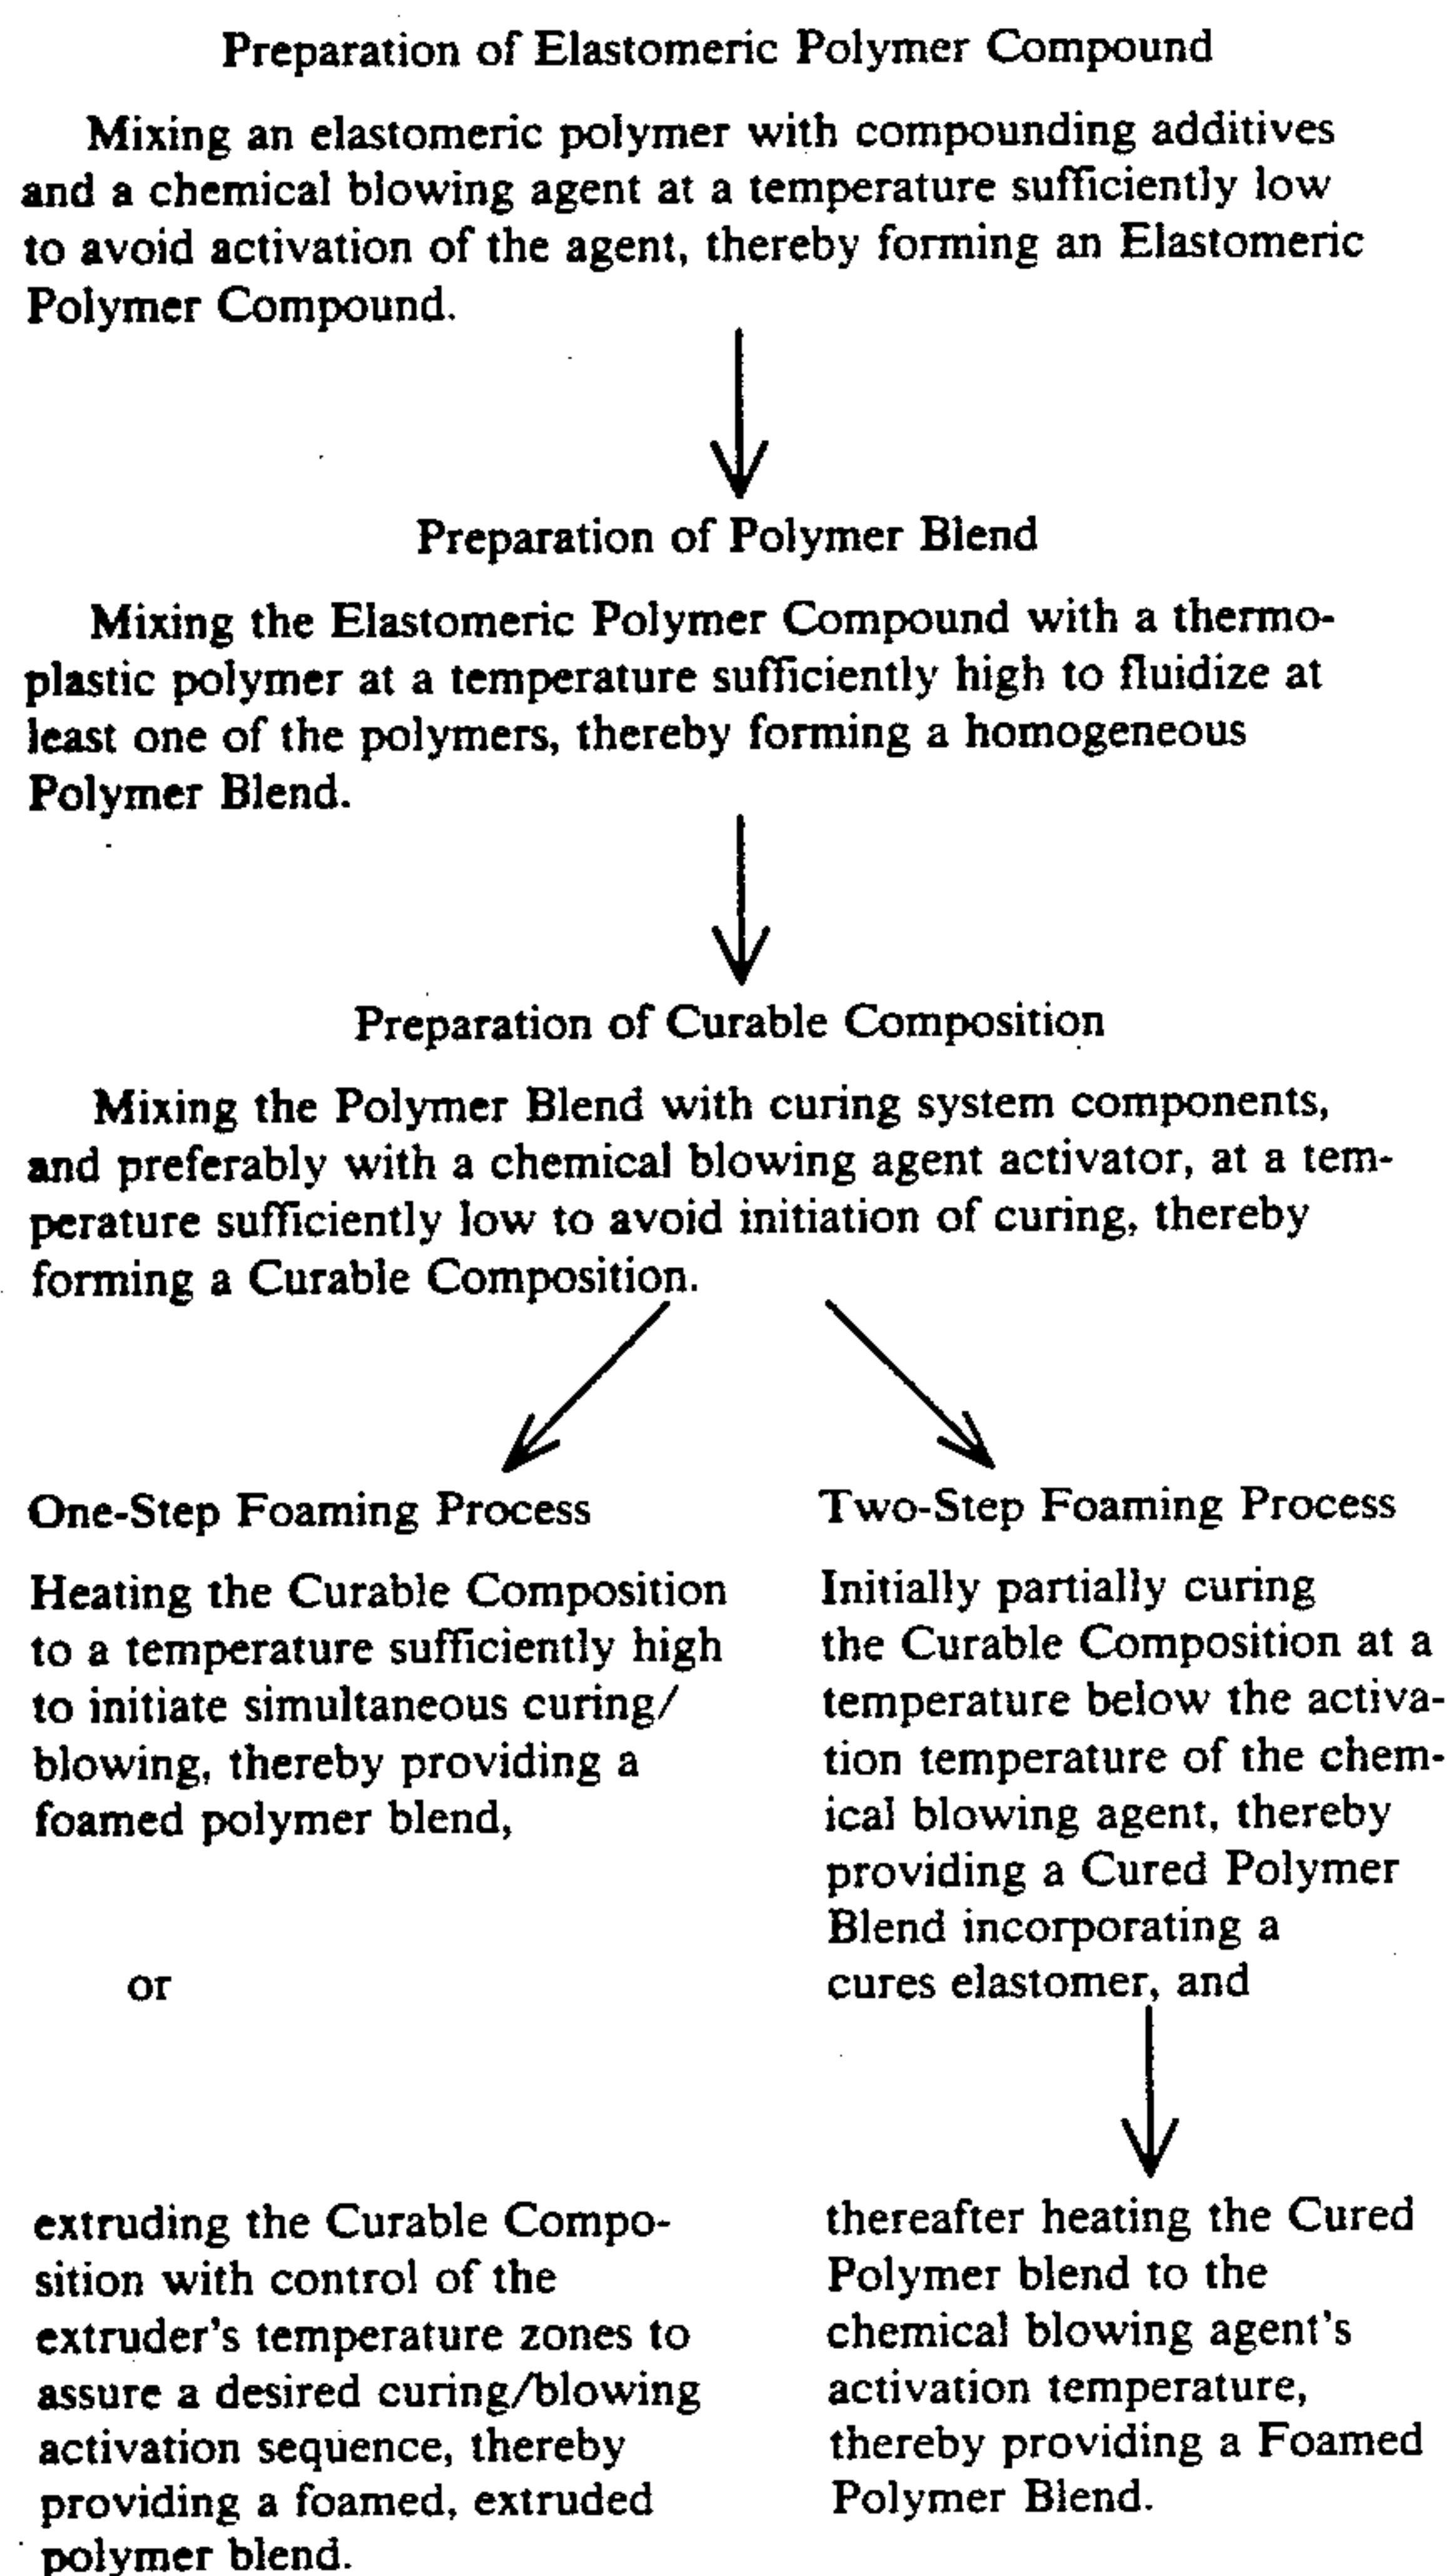 Preparation of Elastomeric Polymer Compound
Mixing an elastomeric polymer with compounding additives
and a chemical blowing agent at a temperature sufficiently low
to avoid activation of the agent, thereby forming an Elastomeric
Polymer Compound.
Preparation of Polymer Blend
Mixing the Elastomeric Polymer Compound with a thermo-
plastic polymer at a temperature sufficiently high to fluidize at
least one of the polymers, thereby forming a homogeneous
Polymer Blend.
Preparation of Curable Composition
Mixing the Polymer Blend with curing system components,
and preferably with a chemical blowing agent activator, at a tem-
perature sufficiently low to avoid initiation of curing, thereby
forming a Curable Composition.
One-Step Foaming Process
Heating the Curable Composition
to a temperature sufficiently high
to initiate simultaneous curing/
blowing, thereby providing a
foamed polymer blend,
or
extruding the Curable Compo-
sition with control of the
extruder's temperature zones to
assure a desired curing/blowing
activation sequence, thereby
providing a foamed, extruded
polymer blend.
Two-Step Foaming Process
Initially partially curing
the Curable Composition at a
temperature below the activa-
tion temperature of the chem-
ical blowing agent, thereby
providing a Cured Polymer
Blend incorporating a
cures elastomer, and
thereafter heating the Cured
Polymer blend to the
chemical blowing agent's
activation temperature,
thereby providing a Foamed
Polymer Blend.